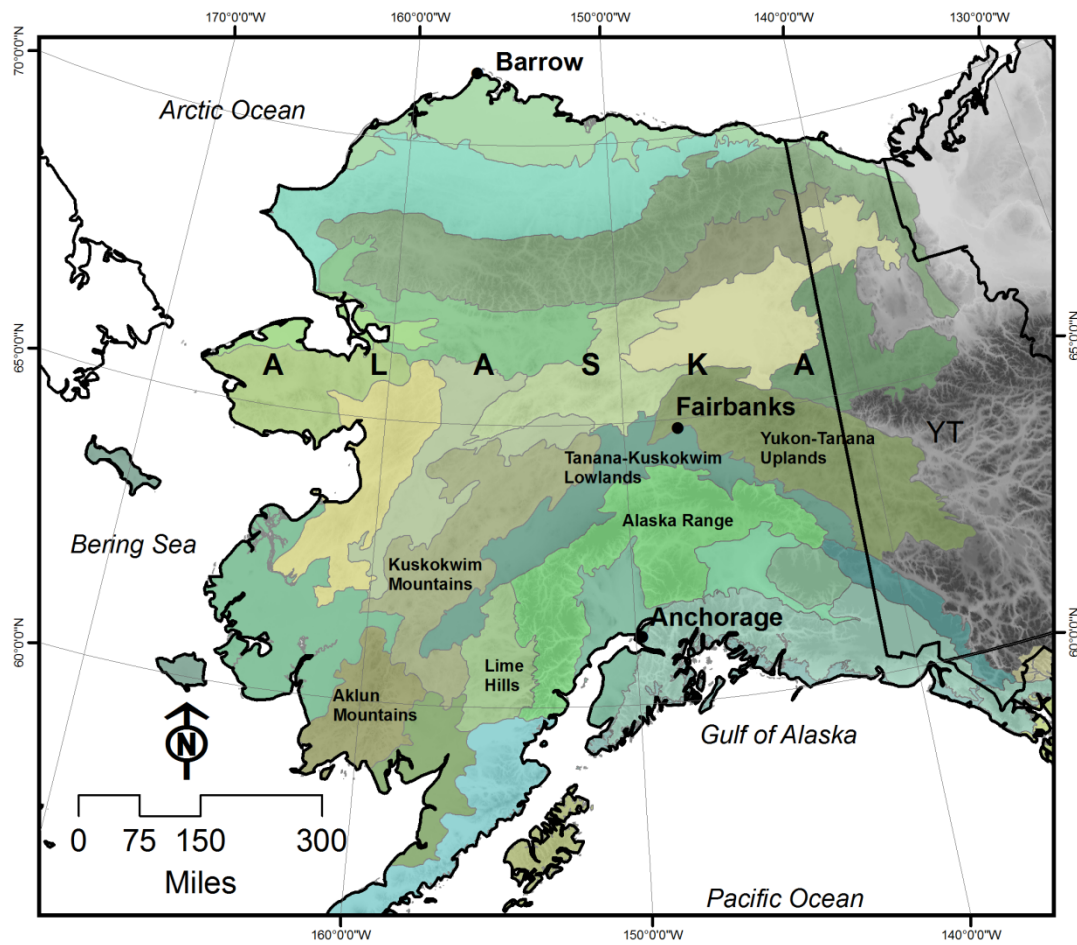 170°0'0"W
160°0'0"W
150°0'0"W
140°0'0"W
130°0'0"W
70°0'0"N
Barrow
Arctic Ocean
65°0'0"N
65°0'0"N
A L A S K A
Fairbanks
YT
Yukon-Tanana
Uplands
Tanana-Kuskokwim
Lowlands
Alaska Range
Bering Sea
Kuskokwim
Mountains
Anchorage
60°0'0"N
60°0'0"N
Lime
Hills
Aklun
Mountains
N
Gulf of Alaska
0 75 150 300
Miles
Pacific Ocean
160°0'0"W
150°0'0"W
140°0'0"W